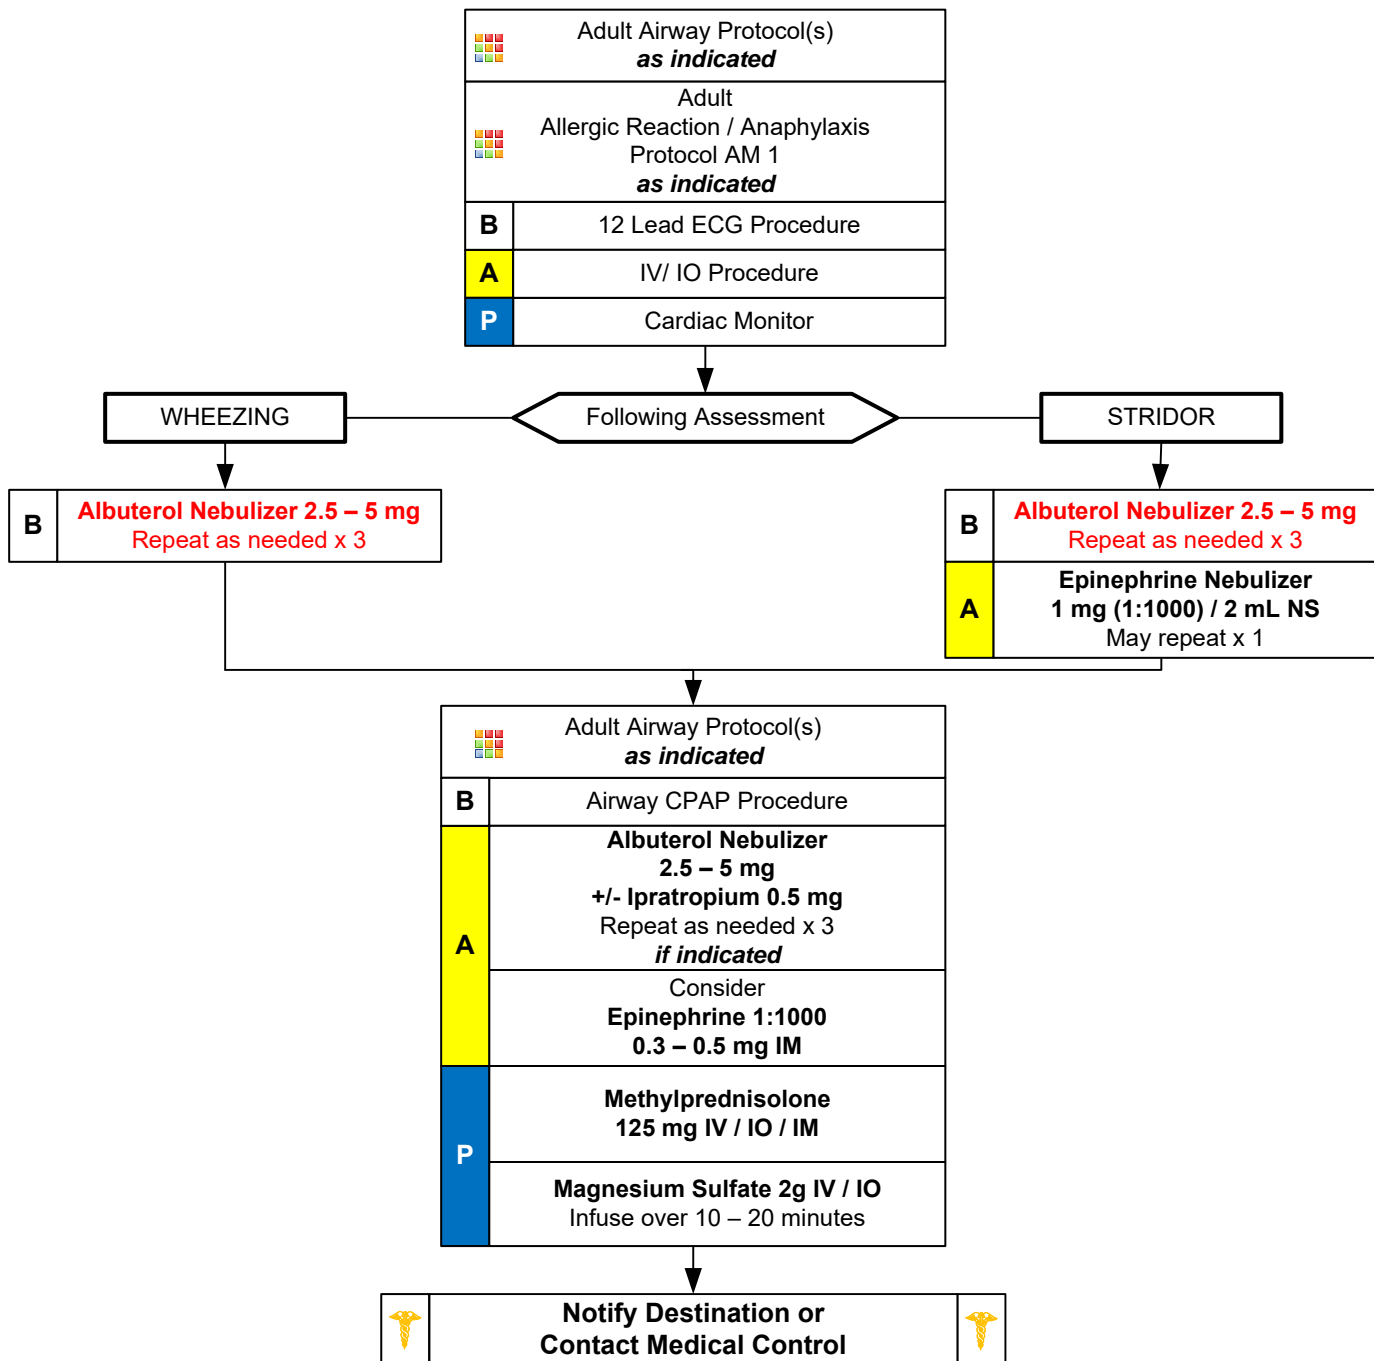 Adult Airway Protocol(s)
as indicated
Adult
Allergic Reaction / Anaphylaxis
Protocol AM 1
as indicated
B
12 Lead ECG Procedure
A
IV/ IO Procedure
P
Cardiac Monitor
WHEEZING
Following Assessment
STRIDOR
B
Albuterol Nebulizer 2.5 – 5 mg
Repeat as needed x 3
B
Albuterol Nebulizer 2.5 – 5 mg
Repeat as needed x 3
A
Epinephrine Nebulizer
1 mg (1:1000) / 2 mL NS
May repeat x 1
Adult Airway Protocol(s)
as indicated
B
Airway CPAP Procedure
A
Albuterol Nebulizer
2.5 – 5 mg
+/- Ipratropium 0.5 mg
Repeat as needed x 3
if indicated
Consider
Epinephrine 1:1000
0.3 – 0.5 mg IM
P
Methylprednisolone
125 mg IV / IO / IM
Magnesium Sulfate 2g IV / IO
Infuse over 10 – 20 minutes
Notify Destination or
Contact Medical Control